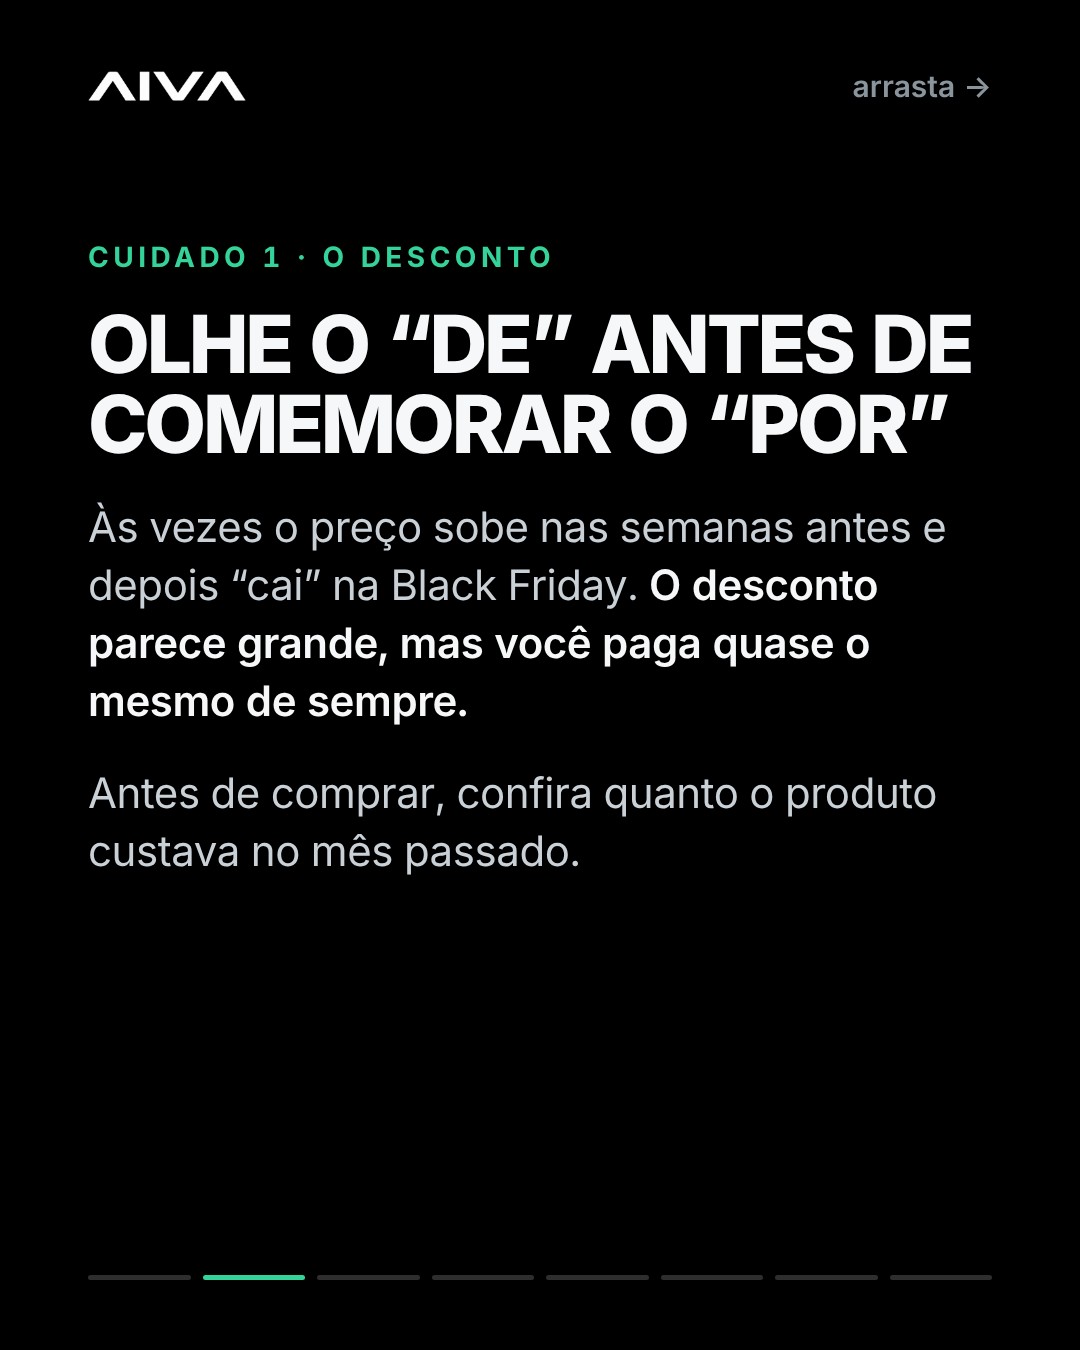 AIVA
arrasta →
CUIDADO 1 · O DESCONTO
OLHE O “DE” ANTES DE
COMEMORAR O “POR”
Às vezes o preço sobe nas semanas antes e
depois “cai” na Black Friday. O desconto
parece grande, mas você paga quase o
mesmo de sempre.
Antes de comprar, confira quanto o produto
custava no mês passado.